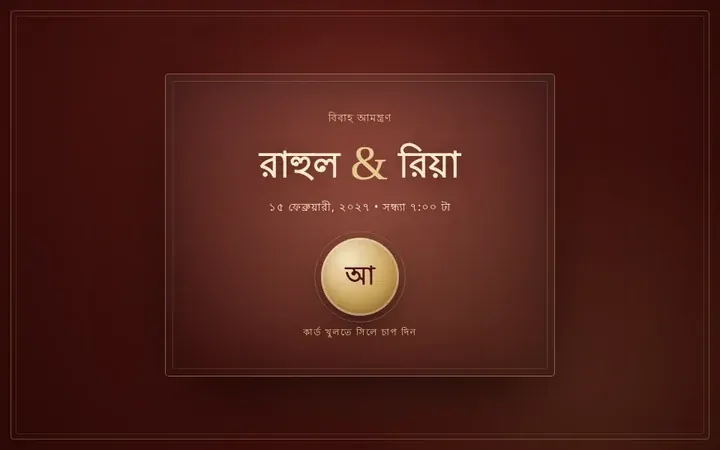 বিবাহ আমন্ত্রণ
রাহুল & রিয়া
১৫ ফেব্রুয়ারী, ২০২৭ • সন্ধ্যা ৭:০০ টা
আ
কার্ড খুলতে সিলে চাপ দিন